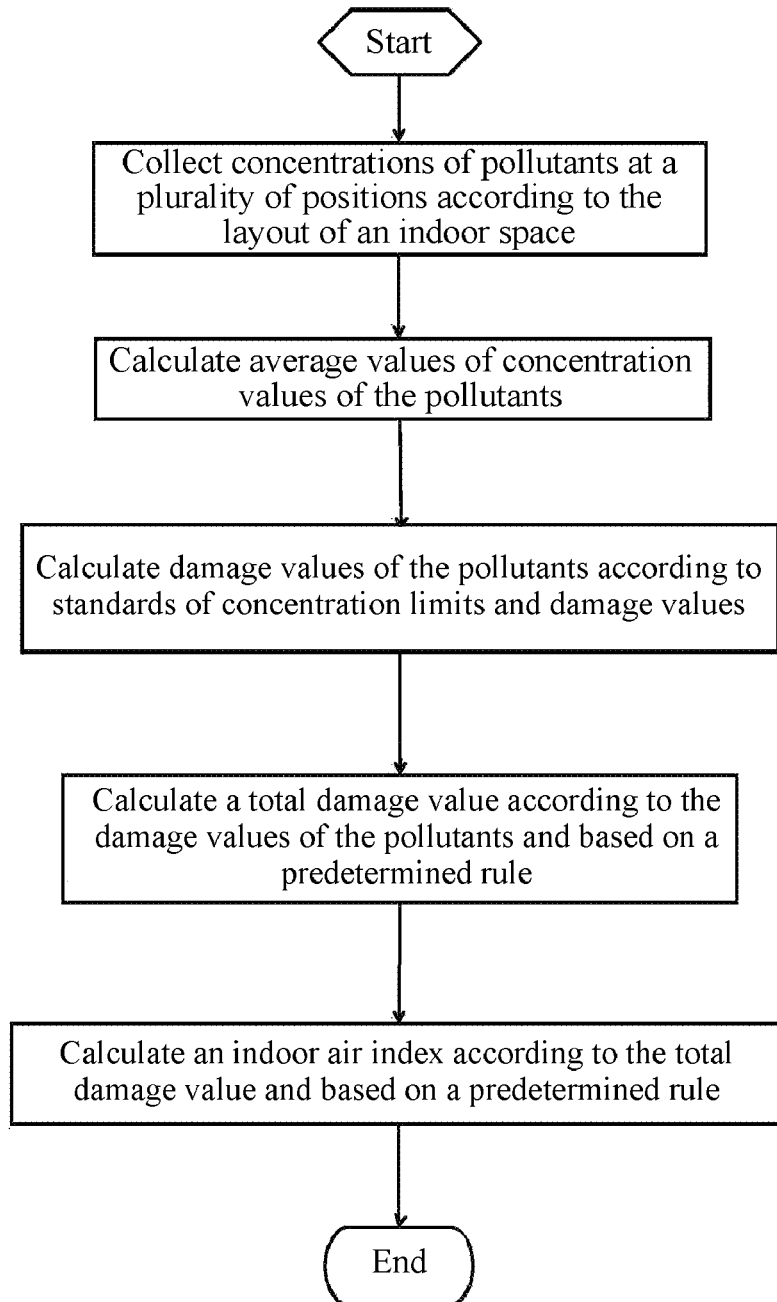 Start
Collect concentrations of pollutants at a
plurality of positions according to the
layout of an indoor space
Calculate average values of concentration
values of the pollutants
Calculate damage values of the pollutants according to
standards of concentration limits and damage values
Calculate a total damage value according to the
damage values of the pollutants and based on a
predetermined rule
Calculate an indoor air index according to the total
damage value and based on a predetermined rule
End